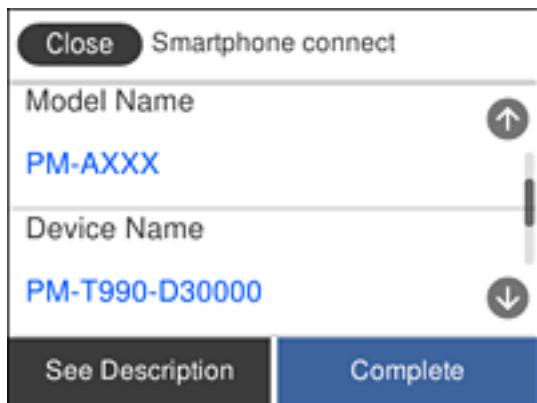 Close Smartphone connect
Model Name
PM-AXXX
Device Name
PM-T990-D30000
See Description Complete